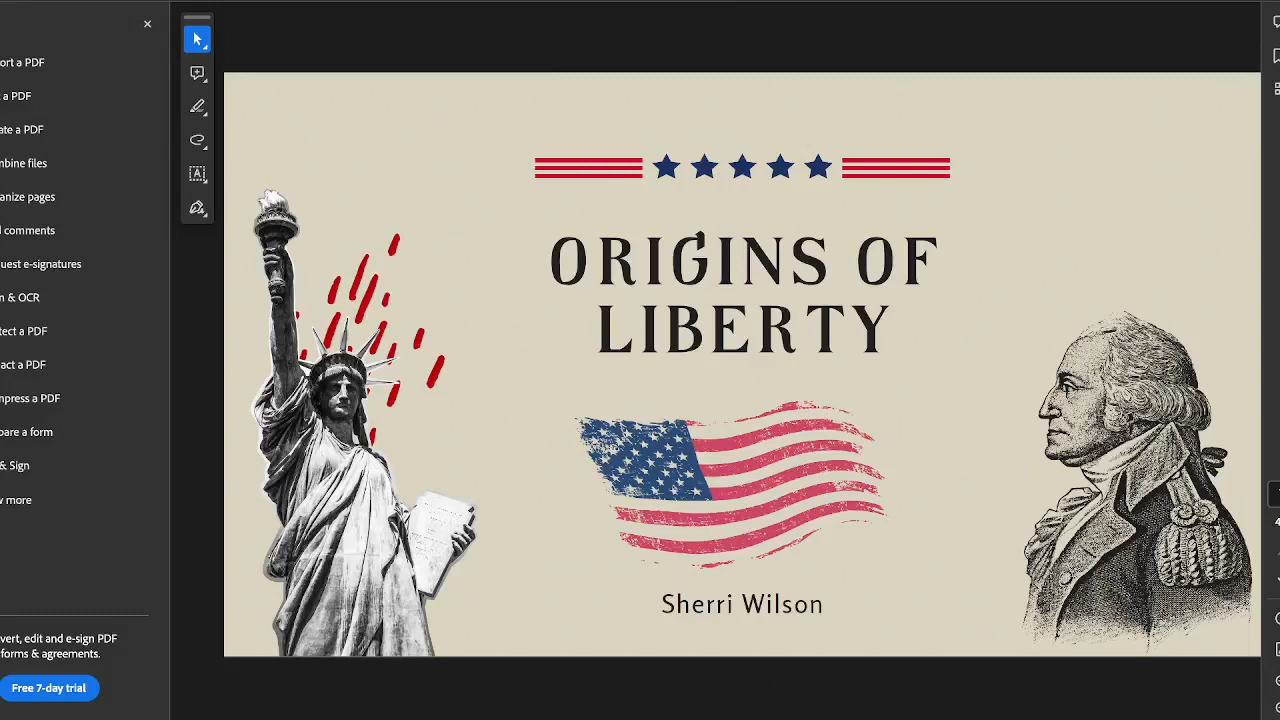 ort a PDF
a PDF
ate a PDF
nbine files
anize pages
d comments
uest e-signatures
n & OCR
tect a PDF
act a PDF
npress a PDF
pare a form
& Sign
w more
vert, edit and e-sign PDF
forms & agreements.
Free 7-day trial
ORIGINS OF
LIBERTY
Sherri Wilson